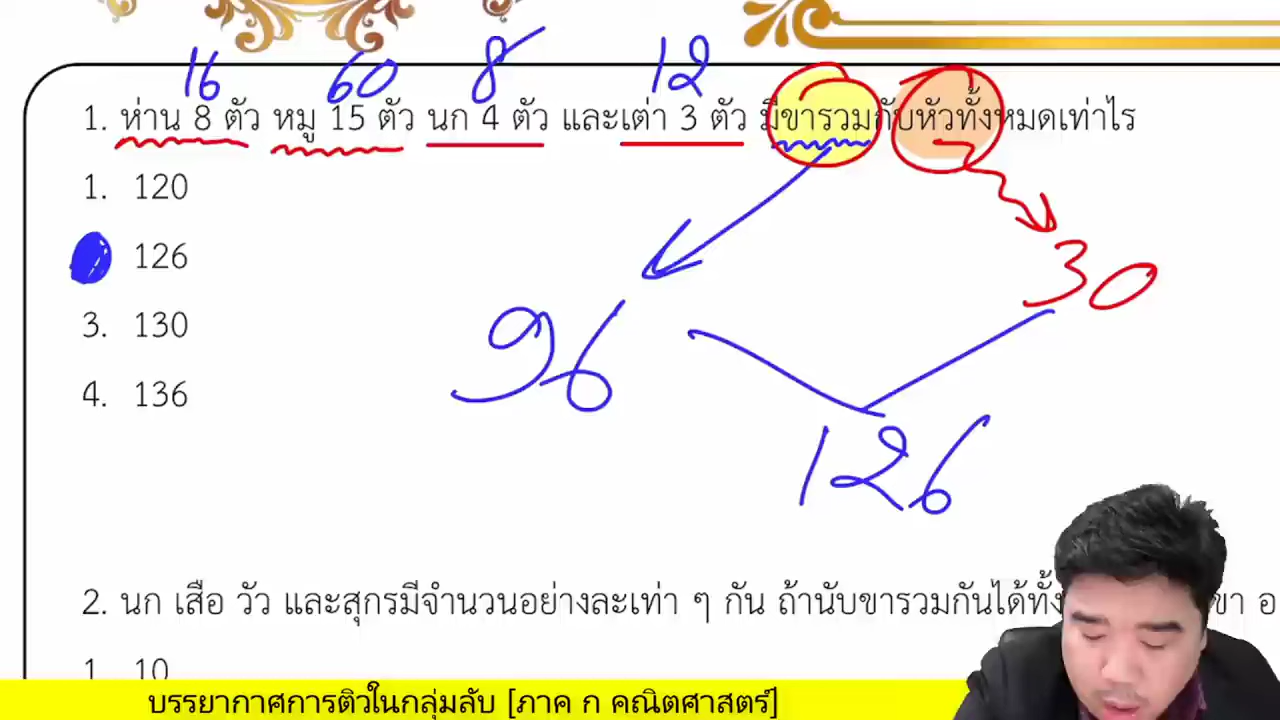 16 60 8 12
1. ห่าน 8 ตัว หมู 15 ตัว นก 4 ตัว และเต่า 3 ตัว มีขารวมกับหัวทั้งหมดเท่าไร
1. 120
126
30
3. 130
96
4. 136
126
2. นก เสือ วัว และสุกรมีจำนวนอย่างละเท่า ๆ กัน ถ้านับขารวมกันได้ทั้ง ขา อ
1. 10
บรรยากาศการติวในกลุ่มลับ [ภาค ก คณิตศาสตร์]